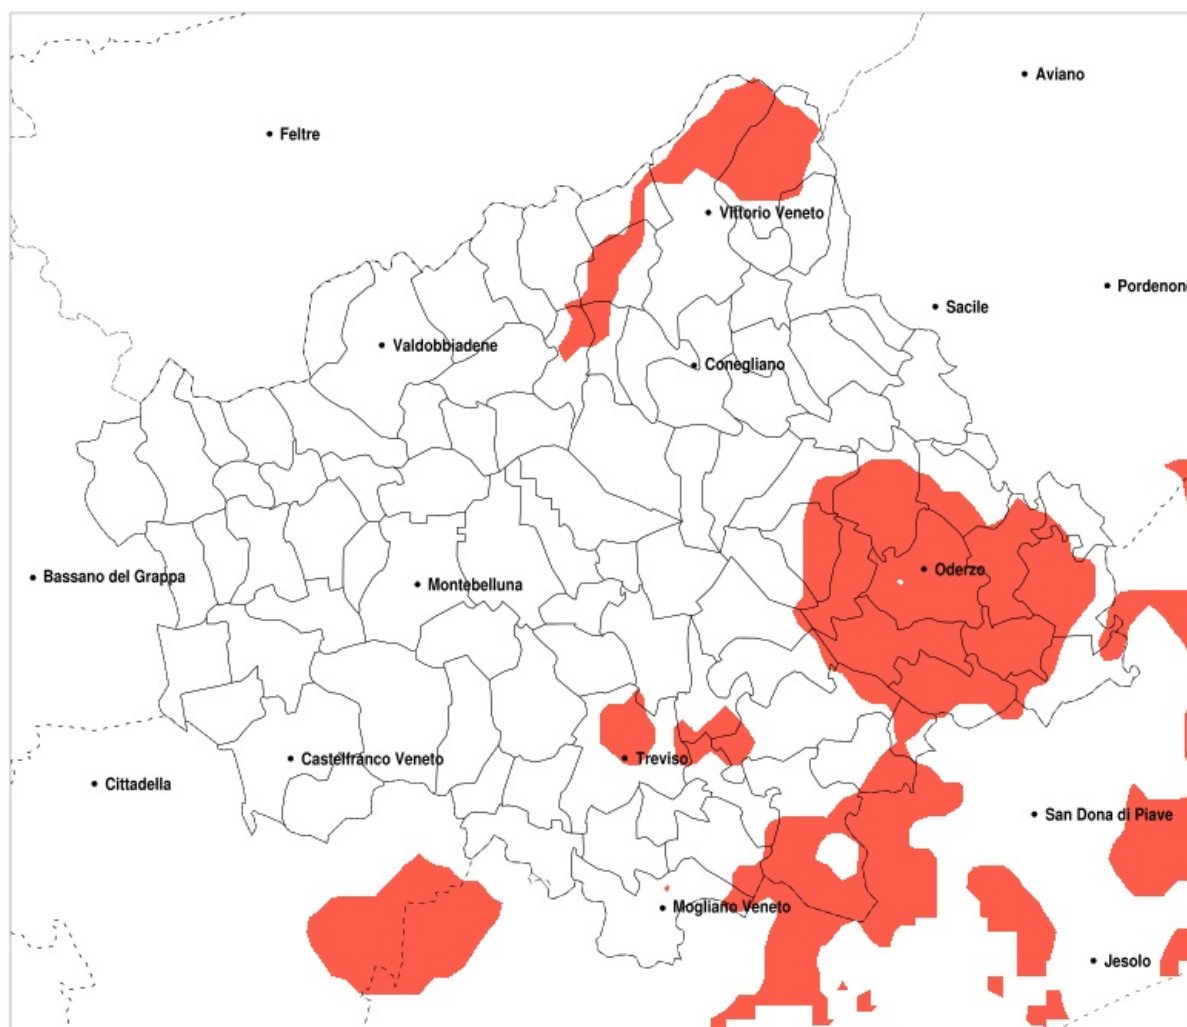 Aviano
Feltre
Vittorio Veneto
Pordenon
Sacile
Valdobbiadene
Conegliano
Bassano del Grappa
Montebelluna
Oderzo
Castelfranco Veneto
Treviso
Cittadella
San Dona di Piave
Mogliano Veneto
Jesolo